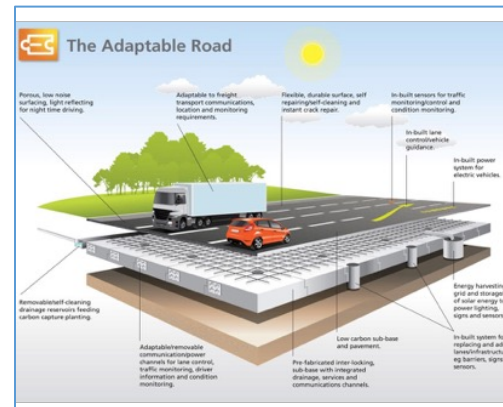 The Adaptable Road
Porous, low noise
surfacing, light reflecting
for night time driving.
Adaptable to freight
transport communications,
location and monitoring
requirements.
Flexible, durable surface, self
repairing/self-cleaning and
instant crack repair.
In-built sensors for traffic
monitoring/control and
condition monitoring.
In-built lane
control/vehicle
guidance.
In-built power
system for
electric vehicles.
Removable/self-cleaning
drainage reservoirs feeding
carbon capture planting.
Adaptable/removable
communication/power
channels for lane control,
traffic monitoring, driver
information and condition
monitoring.
Low carbon sub-base
and pavement.
Pre-fabricated inter-locking,
sub-base with integrated
drainage, services and
communications channels.
Energy harvesting
grid and storage
of solar energy
power lighting,
signs and sensors.
In-built system
replacing and
lanes/infrastruct
eg barriers, signs
sensors.